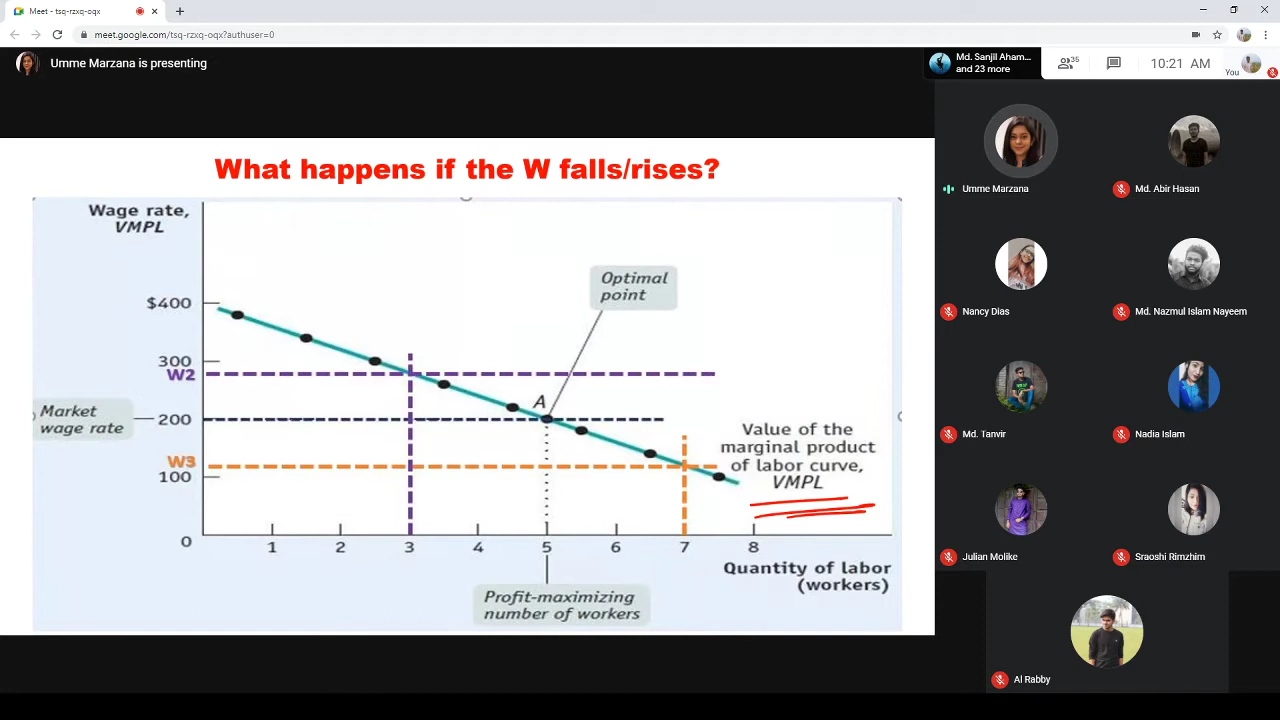 Meet - tsq-rzxq-oqx
meet.google.com/tsq-rzxq-oqx?authuser=0
Umme Marzana is presenting
Md. Sanjil Aham...
and 23 more
35
10:21 AM
You
What happens if the W falls/rises?
Wage rate,
VMPL
$400
300
W2
Market
wage rate
200
W3
100
0
1
2
3
4
5
6
7
8
Optimal
point
A
Value of the
marginal product
of labor curve,
VMPL
Quantity of labor
(workers)
Profit-maximizing
number of workers
Umme Marzana
Md. Abir Hasan
Nancy Dias
Md. Nazmul Islam Nayeem
Md. Tanvir
Nadia Islam
Julian Molike
Sraoshi Rimzhim
Al Rabby